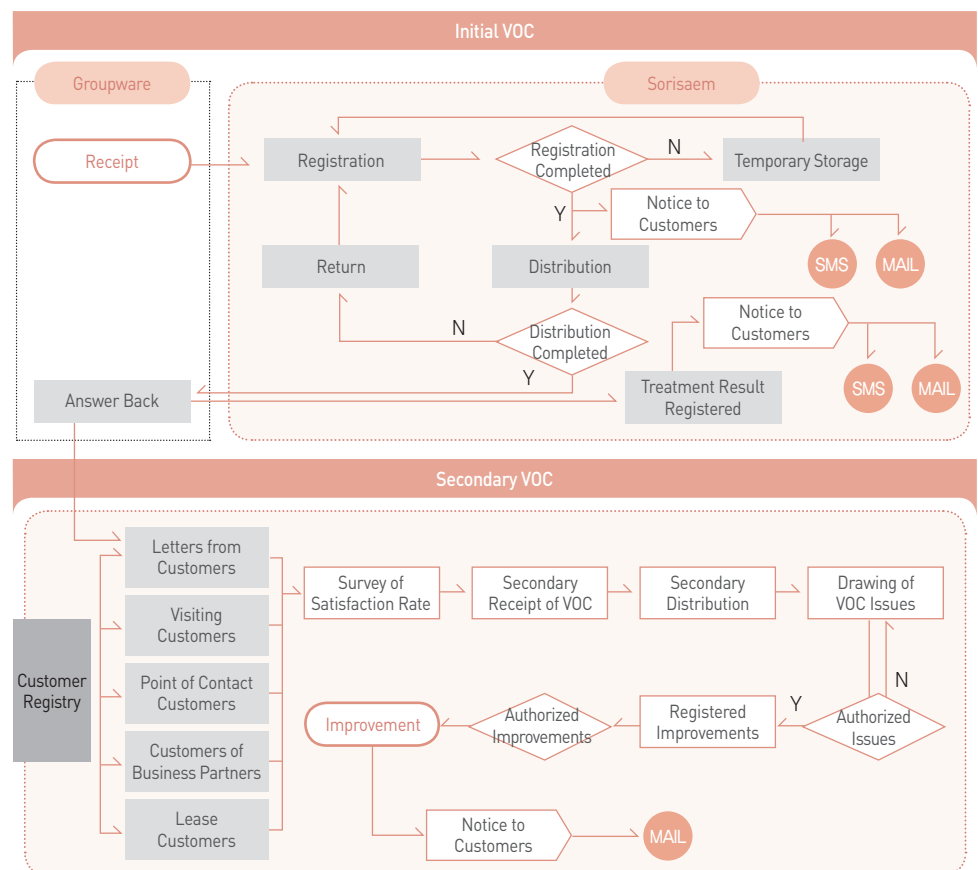 Initial VOC
Groupware
Sorisaem
Receipt
Registration
Registration
Completed
N
Temporary Storage
Y
Notice to
Customers
SMS
MAIL
Return
Distribution
N
Distribution
Completed
Y
Notice to
Customers
SMS
MAIL
Answer Back
Treatment Result
Registered
Secondary VOC
Customer
Registry
Letters from
Customers
Visiting
Customers
Point of Contact
Customers
Customers of
Business Partners
Lease
Customers
Survey of
Satisfaction Rate
Secondary
Receipt of VOC
Secondary
Distribution
Drawing of
VOC Issues
N
Authorized
Issues
Y
Registered
Improvements
Authorized
Improvements
Improvement
Notice to
Customers
MAIL